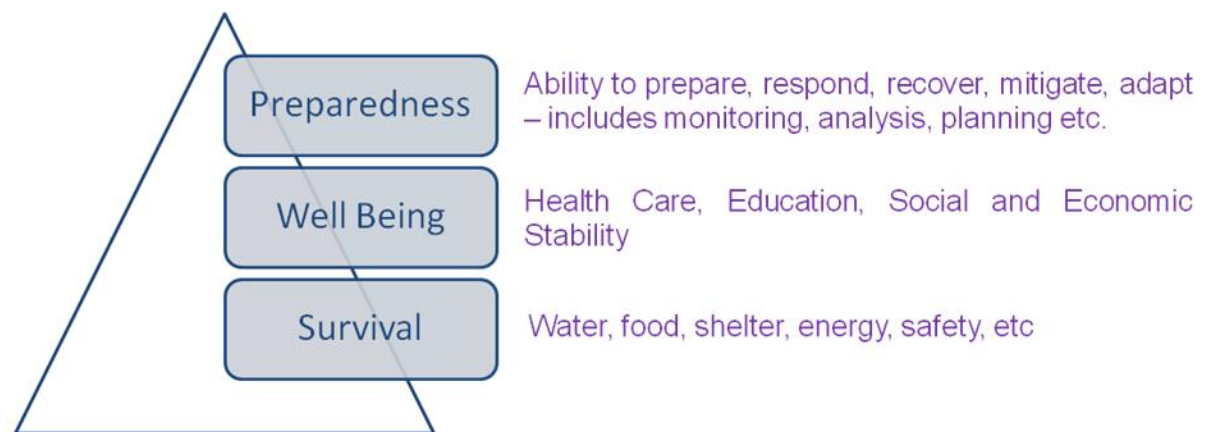 Preparedness
Ability to prepare, respond, recover, mitigate, adapt
– includes monitoring, analysis, planning etc.
Well Being
Health Care, Education, Social and Economic
Stability
Survival
Water, food, shelter, energy, safety, etc